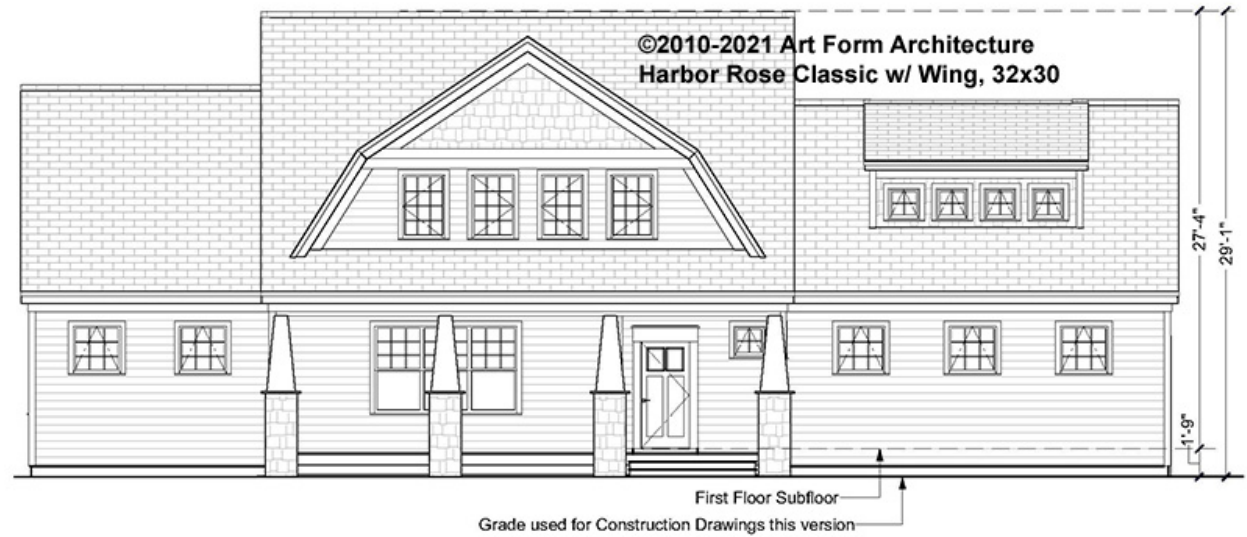 ©2010-2021 Art Form Architecture
Harbor Rose Classic w/ Wing, 32x30
27'-4"
29'-1"
1'-9"
First Floor Subfloor
Grade used for Construction Drawings this version